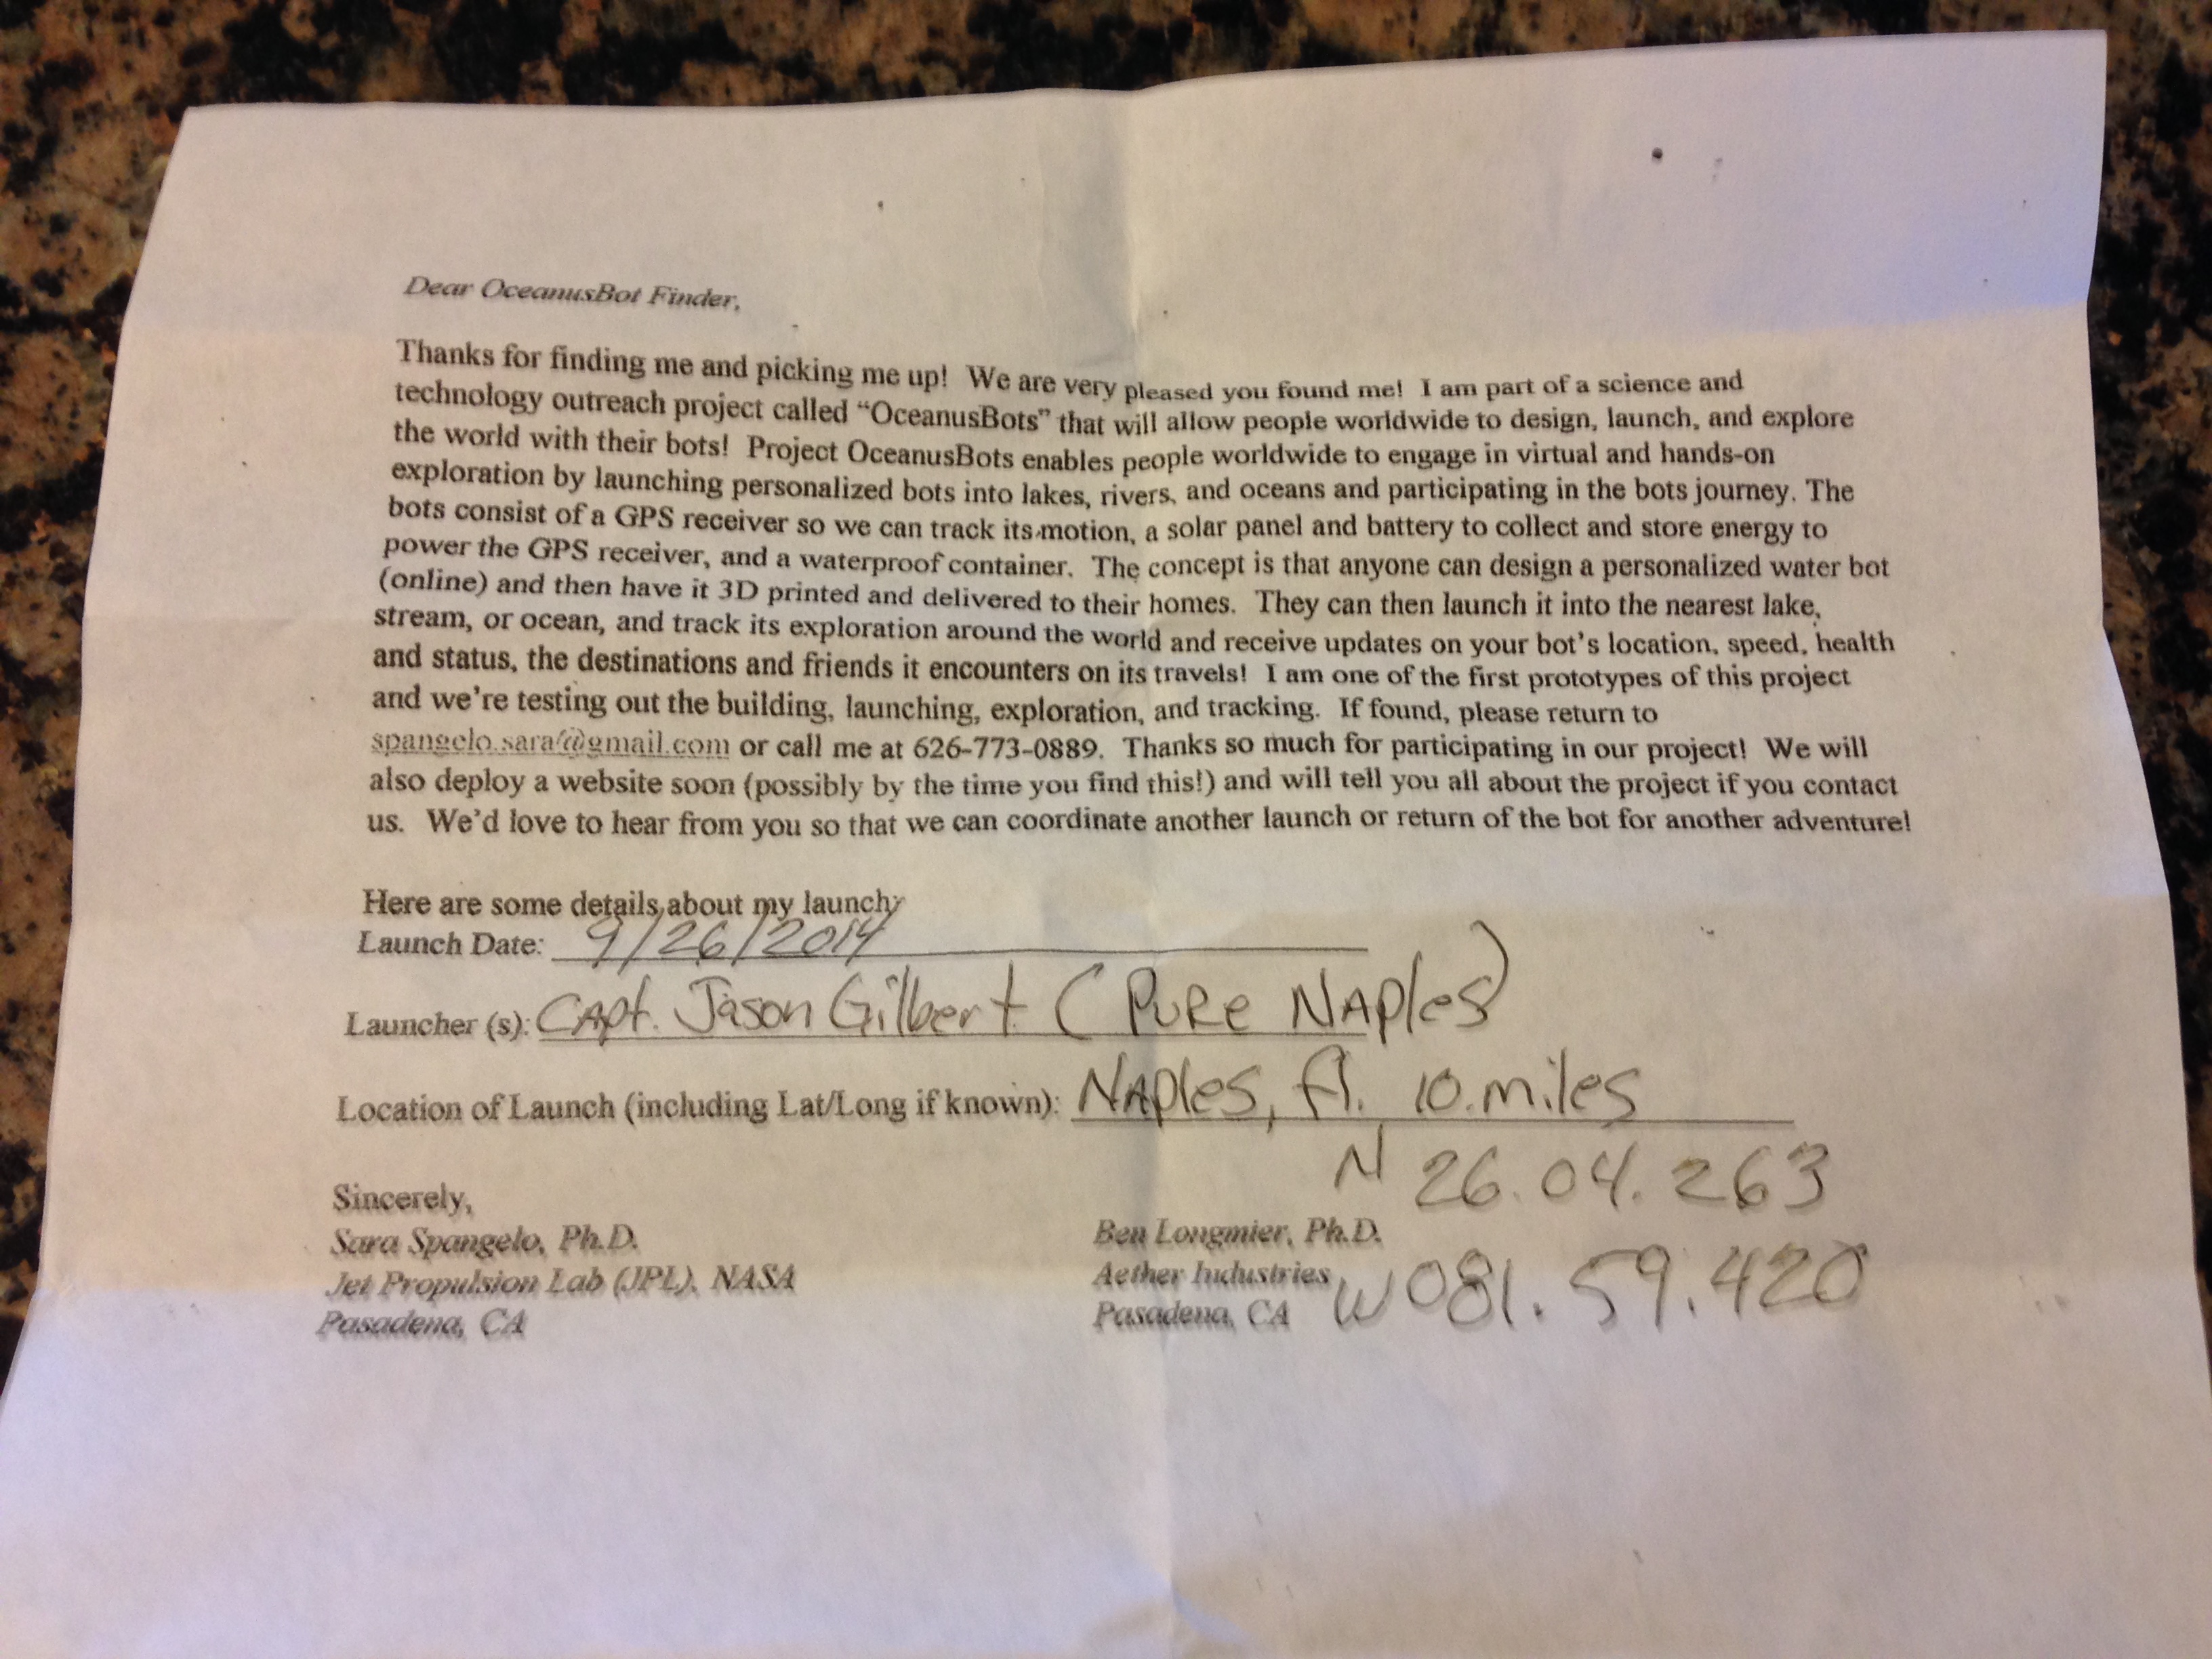 Dear OceanusBot Finder,
Thanks for finding me and picking me up! We are very pleased you found me! I am part of a science and
technology outreach project called “OceanusBots” that will allow people worldwide to design, launch, and explore
the world with their bots! Project OceanusBots enables people worldwide to engage in virtual and hands-on
exploration by launching personalized bots into lakes, rivers, and oceans and participating in the bots journey. The
bots consist of a GPS receiver so we can track its motion, a solar panel and battery to collect and store energy to
power the GPS receiver, and a waterproof container. The concept is that anyone can design a personalized water bot
(online) and then have it 3D printed and delivered to their homes. They can then launch it into the nearest lake,
stream, or ocean, and track its exploration around the world and receive updates on your bot’s location, speed, health
and status, the destinations and friends it encounters on its travels! I am one of the first prototypes of this project
and we’re testing out the building, launching, exploration, and tracking. If found, please return to
spangelo.sara@gmail.com or call me at 626-773-0889. Thanks so much for participating in our project! We will
also deploy a website soon (possibly by the time you find this!) and will tell you all about the project if you contact
us. We’d love to hear from you so that we can coordinate another launch or return of the bot for another adventure!
Here are some details about my launch:
Launch Date: 9/26/2014
Launcher (s): CApt. Jason Gilbert (PURe NAples)
Location of Launch (including Lat/Long if known): NAples, fl. 10.miles
N 26.04.263
W081.59.420
Sincerely,
Sara Spangelo, Ph.D.
Jet Propulsion Lab (JPL), NASA
Pasadena, CA
Ben Longmier, Ph.D.
Aether Industries
Pasadena, CA